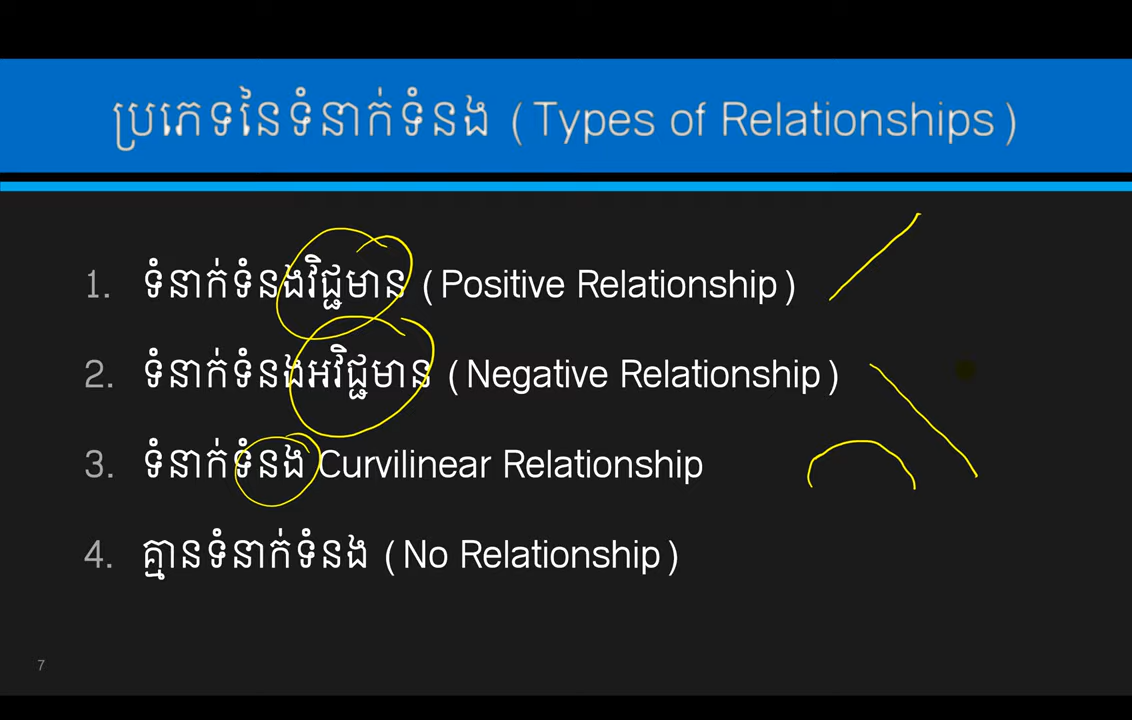 ប្រភេទនៃទំនាក់ទំនង (Types of Relationships)
1. ទំនាក់ទំនងវិជ្ជមាន (Positive Relationship)
2. ទំនាក់ទំនងអវិជ្ជមាន (Negative Relationship)
3. ទំនាក់ទំនង Curvilinear Relationship
4. គ្មានទំនាក់ទំនង (No Relationship)
7